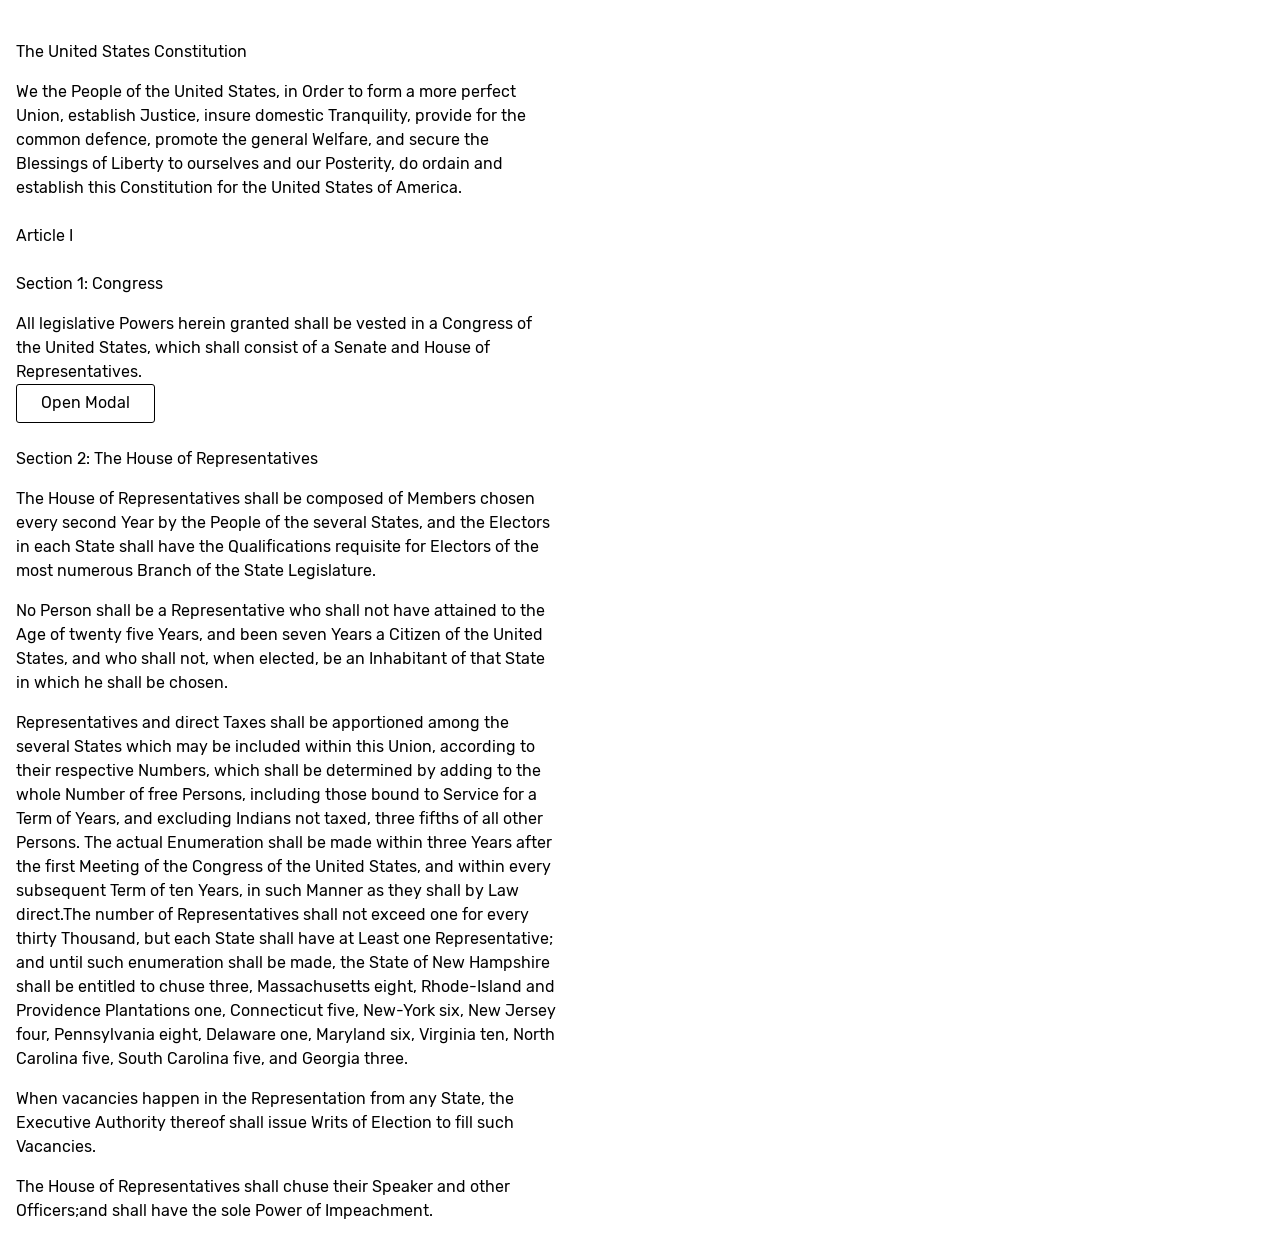 The United States Constitution
We the People of the United States, in Order to form a more perfect
Union, establish Justice, insure domestic Tranquility, provide for the
common defence, promote the general Welfare, and secure the
Blessings of Liberty to ourselves and our Posterity, do ordain and
establish this Constitution for the United States of America.
Article I
Section 1: Congress
All legislative Powers herein granted shall be vested in a Congress of
the United States, which shall consist of a Senate and House of
Representatives.
Open Modal
Section 2: The House of Representatives
The House of Representatives shall be composed of Members chosen
every second Year by the People of the several States, and the Electors
in each State shall have the Qualifications requisite for Electors of the
most numerous Branch of the State Legislature.
No Person shall be a Representative who shall not have attained to the
Age of twenty five Years, and been seven Years a Citizen of the United
States, and who shall not, when elected, be an Inhabitant of that State
in which he shall be chosen.
Representatives and direct Taxes shall be apportioned among the
several States which may be included within this Union, according to
their respective Numbers, which shall be determined by adding to the
whole Number of free Persons, including those bound to Service for a
Term of Years, and excluding Indians not taxed, three fifths of all other
Persons. The actual Enumeration shall be made within three Years after
the first Meeting of the Congress of the United States, and within every
subsequent Term of ten Years, in such Manner as they shall by Law
direct.The number of Representatives shall not exceed one for every
thirty Thousand, but each State shall have at Least one Representative;
and until such enumeration shall be made, the State of New Hampshire
shall be entitled to chuse three, Massachusetts eight, Rhode-Island and
Providence Plantations one, Connecticut five, New-York six, New Jersey
four, Pennsylvania eight, Delaware one, Maryland six, Virginia ten, North
Carolina five, South Carolina five, and Georgia three.
When vacancies happen in the Representation from any State, the
Executive Authority thereof shall issue Writs of Election to fill such
Vacancies.
The House of Representatives shall chuse their Speaker and other
Officers;and shall have the sole Power of Impeachment.